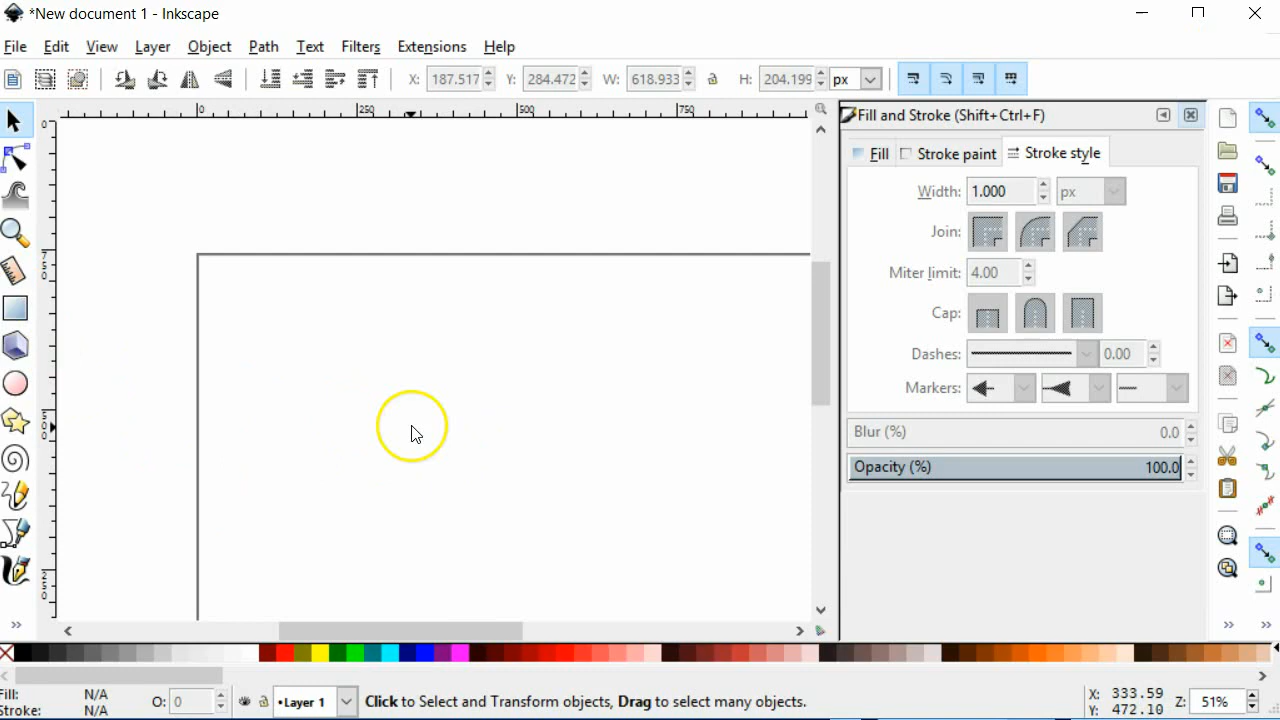 *New document 1 - Inkscape
File Edit View Layer Object Path Text Filters Extensions Help
X: 187.517 Y: 284.472 W: 618.933 H: 204.199 px
0 250 500 750
Fill and Stroke (Shift+Ctrl+F)
Fill Stroke paint Stroke style
Width: 1.000 px
Join:
Miter limit: 4.00
Cap:
Dashes: 0.00
Markers:
Blur (%) 0.0
Opacity (%) 100.0
0
750
500
250
Fill: N/A O: 0 •Layer 1 Click to Select and Transform objects, Drag to select many objects. X: 333.59 Z: 51%
Stroke: N/A Y: 472.10